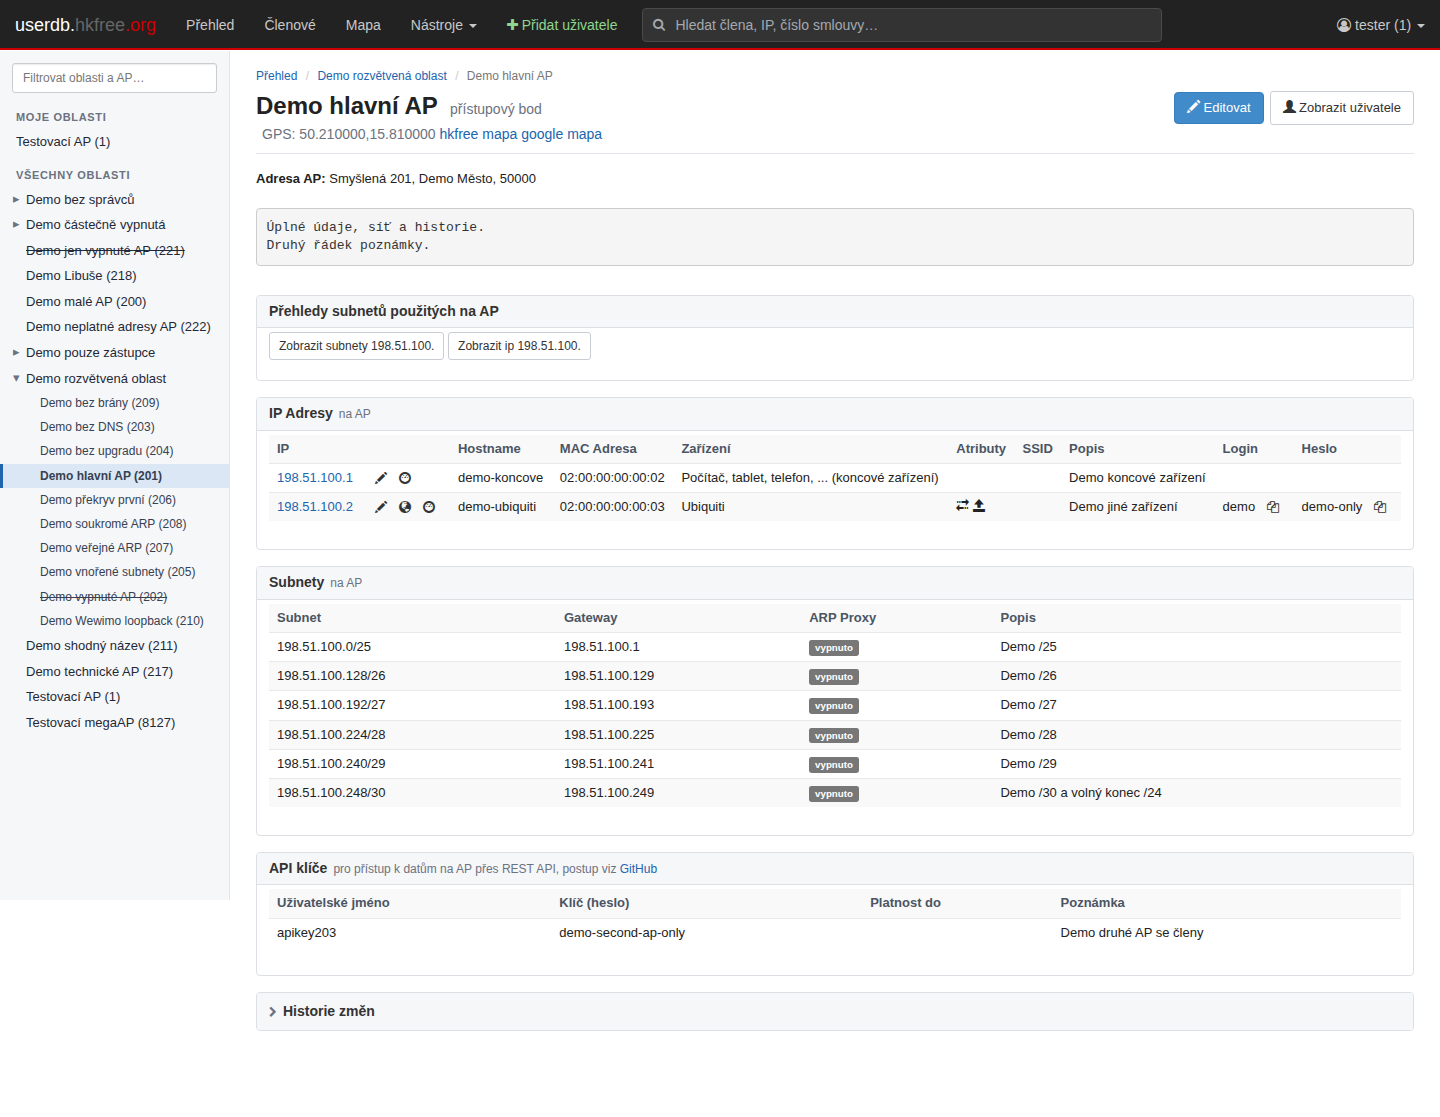 userdb.hkfree.org Přehled Členové Mapa Nástroje Přidat uživatele Hledat člena, IP, číslo smlouvy… tester (1)
Filtrovat oblasti a AP…
MOJE OBLASTI
Testovací AP (1)
VŠECHNY OBLASTI
Demo bez správců
Demo částečně vypnutá
Demo jen vypnuté AP (221)
Demo Libuše (218)
Demo malé AP (200)
Demo neplatné adresy AP (222)
Demo pouze zástupce
Demo rozvětvená oblast
Demo bez brány (209)
Demo bez DNS (203)
Demo bez upgradu (204)
Demo hlavní AP (201)
Demo překryv první (206)
Demo soukromé ARP (208)
Demo veřejné ARP (207)
Demo vnořené subnety (205)
Demo vypnuté AP (202)
Demo Wewimo loopback (210)
Demo shodný název (211)
Demo technické AP (217)
Testovací AP (1)
Testovací megaAP (8127)
Přehled / Demo rozvětvená oblast / Demo hlavní AP
Demo hlavní AP přístupový bod
Editovat Zobrazit uživatele
GPS: 50.210000,15.810000 hkfree mapa google mapa
Adresa AP: Smyšlená 201, Demo Město, 50000
Úplné údaje, síť a historie.
Druhý řádek poznámky.
Přehledy subnetů použitých na AP
Zobrazit subnety 198.51.100. Zobrazit ip 198.51.100.
IP Adresy na AP
IP Hostname MAC Adresa Zařízení Atributy SSID Popis Login Heslo
198.51.100.1 demo-koncove 02:00:00:00:00:02 Počítač, tablet, telefon, ... (koncové zařízení) Demo koncové zařízení
198.51.100.2 demo-ubiquiti 02:00:00:00:00:03 Ubiquiti Demo jiné zařízení demo demo-only
Subnety na AP
Subnet Gateway ARP Proxy Popis
198.51.100.0/25 198.51.100.1 vypnuto Demo /25
198.51.100.128/26 198.51.100.129 vypnuto Demo /26
198.51.100.192/27 198.51.100.193 vypnuto Demo /27
198.51.100.224/28 198.51.100.225 vypnuto Demo /28
198.51.100.240/29 198.51.100.241 vypnuto Demo /29
198.51.100.248/30 198.51.100.249 vypnuto Demo /30 a volný konec /24
API klíče pro přístup k datům na AP přes REST API, postup viz GitHub
Uživatelské jméno Klíč (heslo) Platnost do Poznámka
apikey203 demo-second-ap-only Demo druhé AP se členy
Historie změn